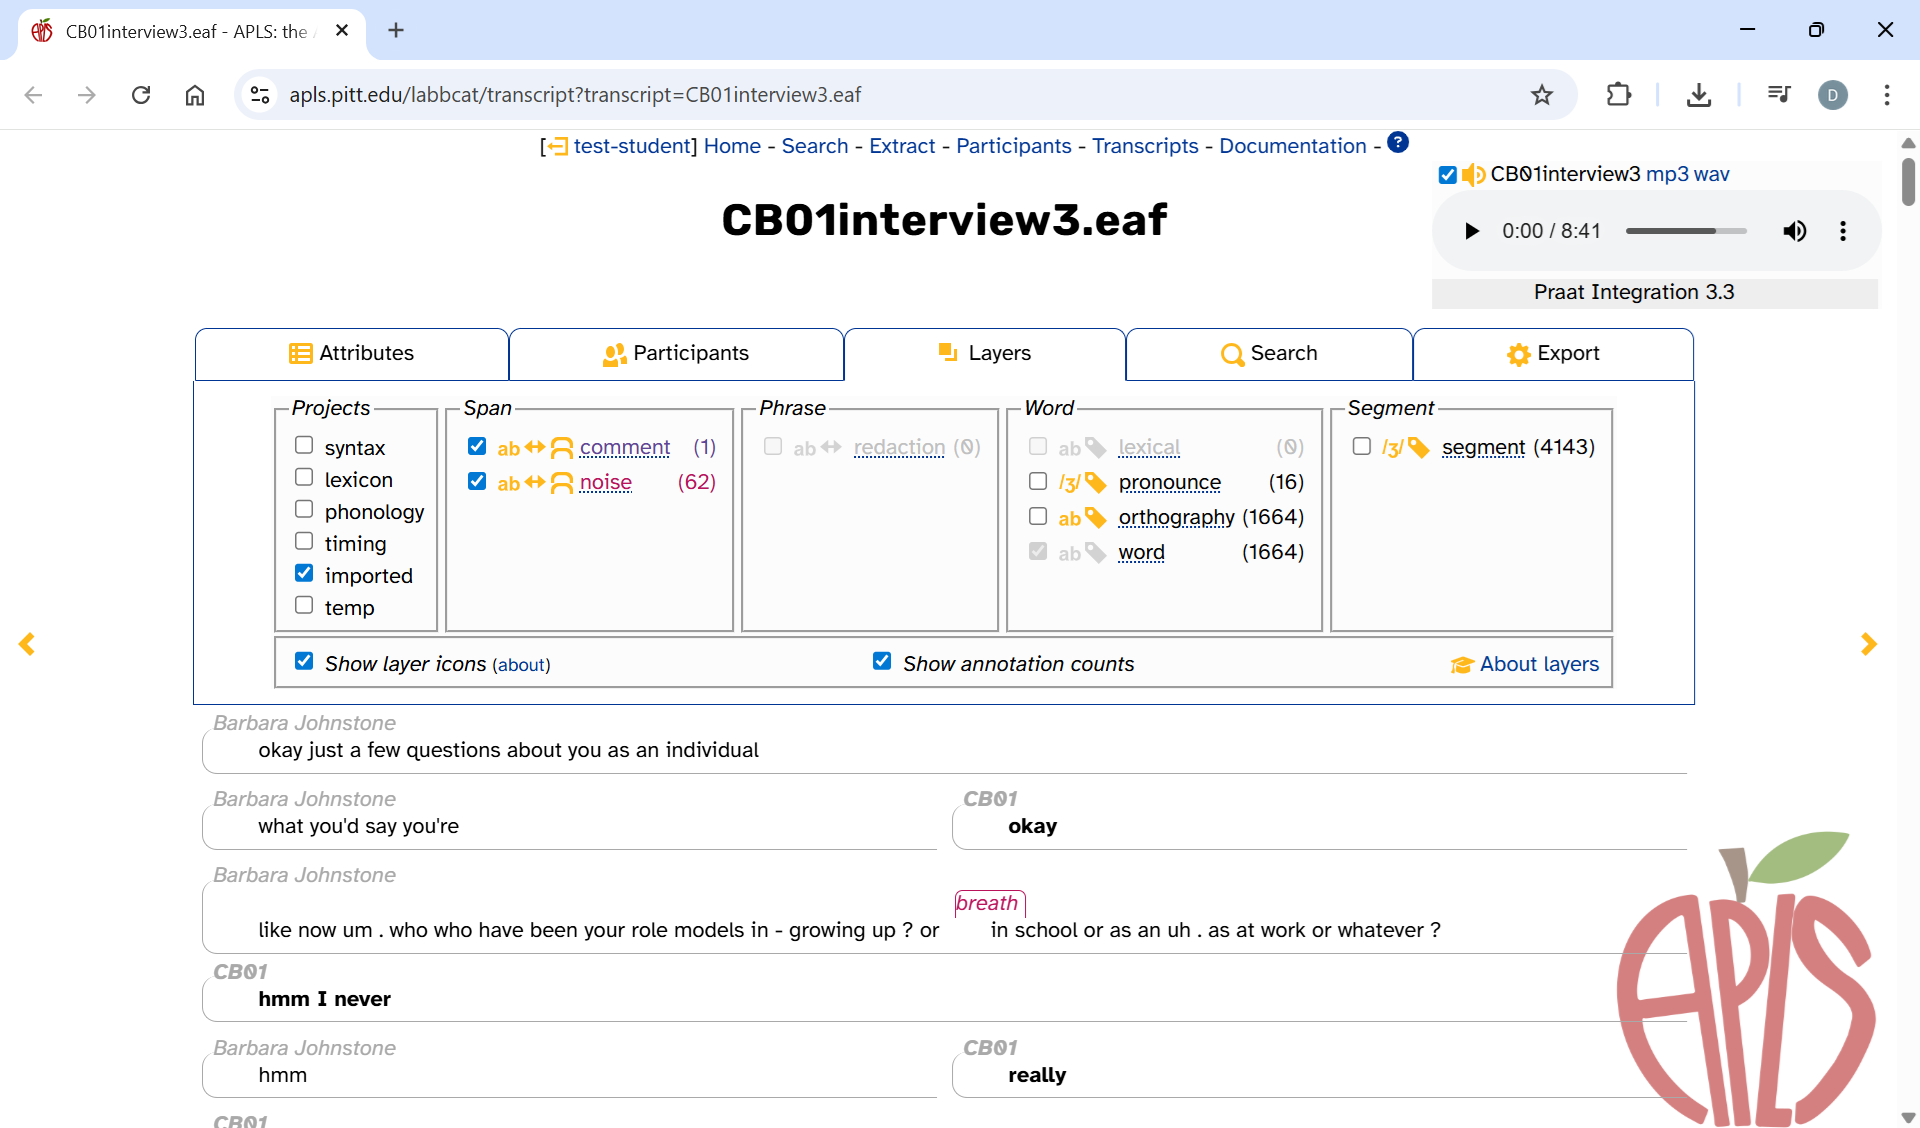 CB01interview3.eaf - APLS: the
apls.pitt.edu/labbcat/transcript?transcript=CB01interview3.eaf
D
[test-student] Home - Search - Extract - Participants - Transcripts - Documentation - ?
CB01interview3 mp3 wav
CB01interview3.eaf
0:00 / 8:41
Praat Integration 3.3
Attributes
Participants
Layers
Search
Export
Projects
syntax
lexicon
phonology
timing
imported
temp
Span
ab comment (1)
ab noise (62)
Phrase
ab redaction (0)
Word
ab lexical (0)
/ʒ/ pronounce (16)
ab orthography (1664)
ab word (1664)
Segment
/ʒ/ segment (4143)
Show layer icons (about)
Show annotation counts
About layers
Barbara Johnstone
okay just a few questions about you as an individual
Barbara Johnstone
what you'd say you're
CB01
okay
Barbara Johnstone
breath
like now um . who who have been your role models in - growing up ? or in school or as an uh . as at work or whatever ?
CB01
hmm I never
Barbara Johnstone
hmm
CB01
really
CB01
APLS